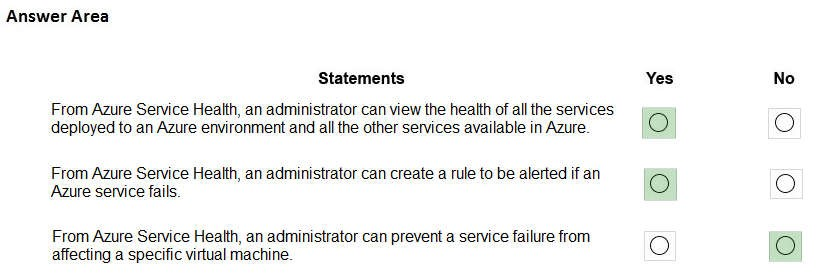 Answer Area
Statements Yes No
From Azure Service Health, an administrator can view the health of all the services
deployed to an Azure environment and all the other services available in Azure.
From Azure Service Health, an administrator can create a rule to be alerted if an
Azure service fails.
From Azure Service Health, an administrator can prevent a service failure from
affecting a specific virtual machine.